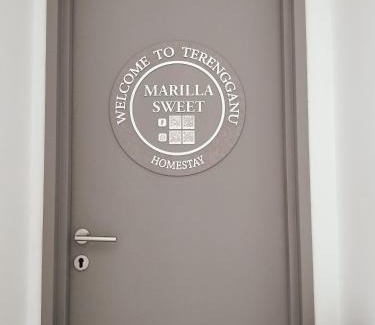 WELCOME TO TERENGGANU
MARILLA
SWEET
HOMESTAY